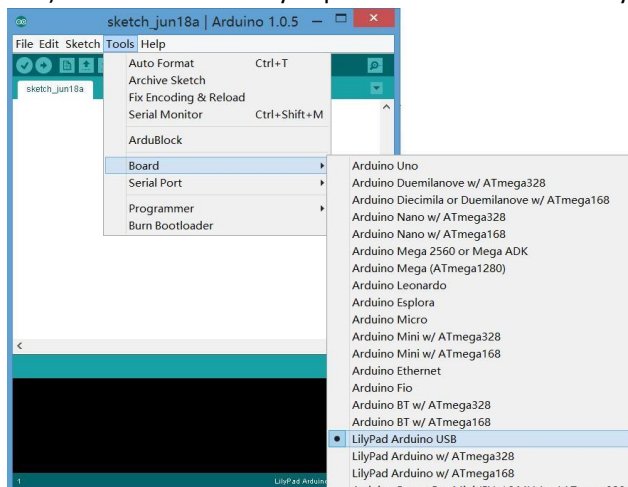 sketch_jun18a | Arduino 1.0.5
File Edit Sketch Tools Help
sketch_jun18a
Auto Format Ctrl+T
Archive Sketch
Fix Encoding & Reload
Serial Monitor Ctrl+Shift+M
ArduBlock
Board
Serial Port
Programmer
Burn Bootloader
Arduino Uno
Arduino Duemilanove w/ ATmega328
Arduino Diecimila or Duemilanove w/ ATmega168
Arduino Nano w/ ATmega328
Arduino Nano w/ ATmega168
Arduino Mega 2560 or Mega ADK
Arduino Mega (ATmega1280)
Arduino Leonardo
Arduino Esplora
Arduino Micro
Arduino Mini w/ ATmega328
Arduino Mini w/ ATmega168
Arduino Ethernet
Arduino Fio
Arduino BT w/ ATmega328
Arduino BT w/ ATmega168
LilyPad Arduino USB
LilyPad Arduino w/ ATmega328
LilyPad Arduino w/ ATmega168
1 LilyPad Arduino